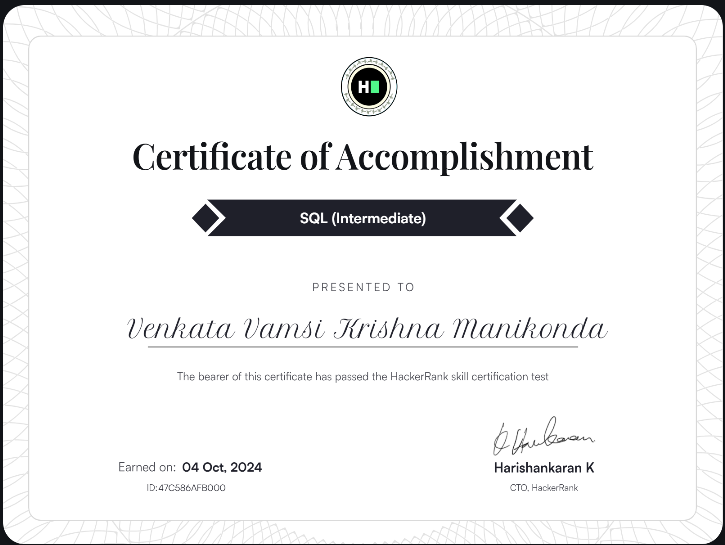 H
Certificate of Accomplishment
SQL (Intermediate)
PRESENTED TO
Venkata Vamsi Krishna Manikonda
The bearer of this certificate has passed the HackerRank skill certification test
Earned on: 04 Oct, 2024
ID:47C586AFB000
Harishankaran K
CTO, HackerRank